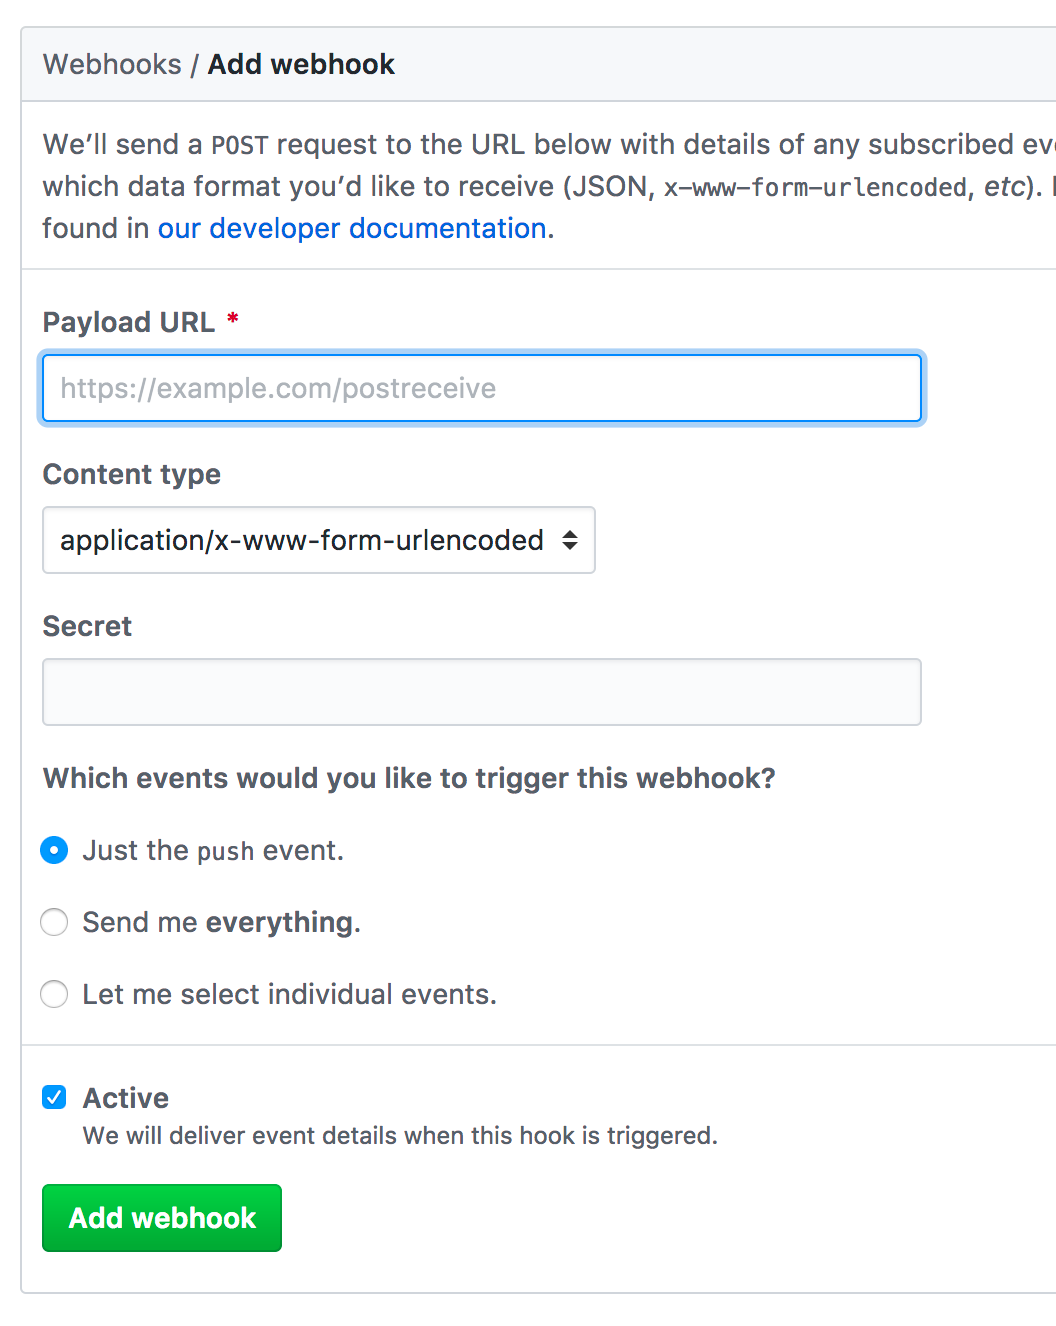 Webhooks / Add webhook
We’ll send a POST request to the URL below with details of any subscribed
which data format you’d like to receive (JSON, x-www-form-urlencoded, etc).
found in our developer documentation.
Payload URL *
https://example.com/postreceive
Content type
application/x-www-form-urlencoded
Secret
Which events would you like to trigger this webhook?
Just the push event.
Send me everything.
Let me select individual events.
Active
We will deliver event details when this hook is triggered.
Add webhook